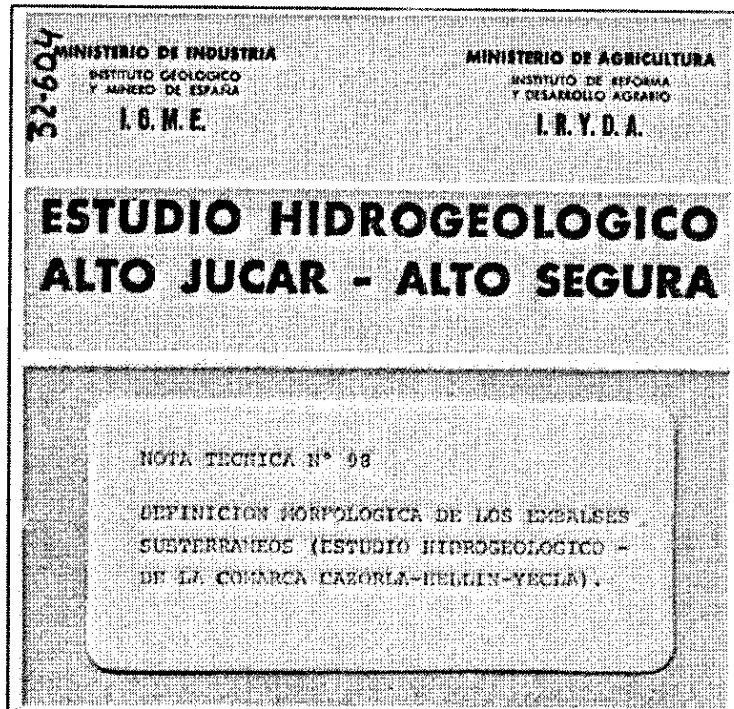 32-604
MINISTERIO DE INDUSTRIA
INSTITUTO GEOLOGICO
Y MINERO DE ESPAÑA
I. G. M. E.
MINISTERIO DE AGRICULTURA
INSTITUTO DE REFORMA
Y DESARROLLO AGRARIO
I. R. Y. D. A.
ESTUDIO HIDROGEOLOGICO
ALTO JUCAR - ALTO SEGURA
NOTA TECNICA N° 98
DEFINICION MORFOLOGICA DE LOS EMBALSES
SUBTERRANEOS (ESTUDIO HIDROGEOLOGICO -
DE LA COMARCA CAZORLA-HELLIN-YECLA).